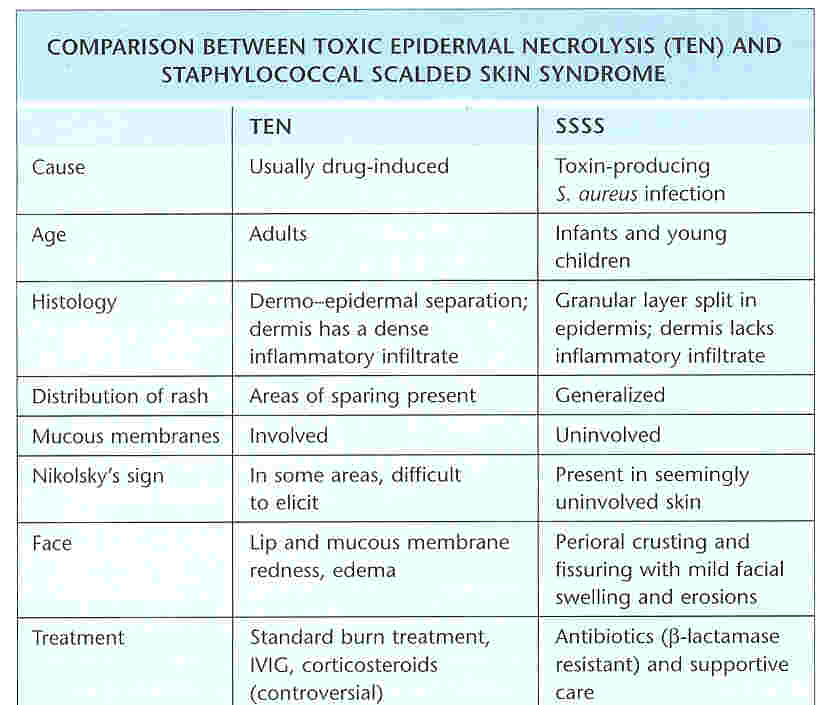 COMPARISON BETWEEN TOXIC EPIDERMAL NECROLYSIS (TEN) AND
STAPHYLOCOCCAL SCALDED SKIN SYNDROME
TEN SSSS
Cause Usually drug-induced Toxin-producing
S. aureus infection
Age Adults Infants and young
children
Histology Dermo–epidermal separation; Granular layer split in
dermis has a dense epidermis; dermis lacks
inflammatory infiltrate inflammatory infiltrate
Distribution of rash Areas of sparing present Generalized
Mucous membranes Involved Uninvolved
Nikolsky's sign In some areas, difficult Present in seemingly
to elicit uninvolved skin
Face Lip and mucous membrane Perioral crusting and
redness, edema fissuring with mild facial
swelling and erosions
Treatment Standard burn treatment, Antibiotics (β-lactamase
IVIG, corticosteroids resistant) and supportive
(controversial) care